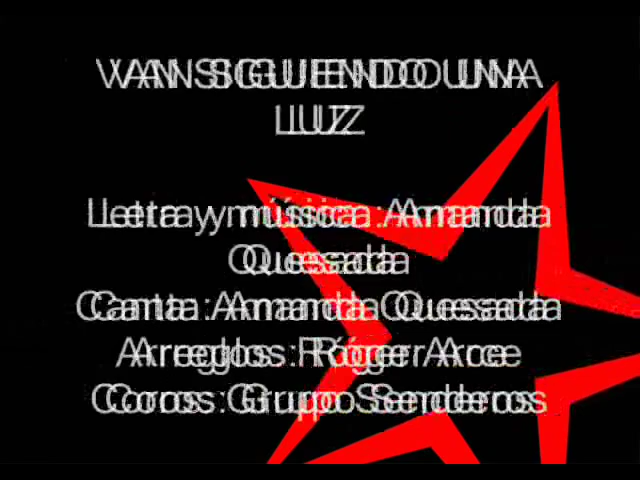 VAN SIGUIENDO UNA
LUZ
Letra y música: Amanda
Quesada
Canta: Amanda Quesada
Arreglos: Róger Arce
Coros: Grupo Senderos